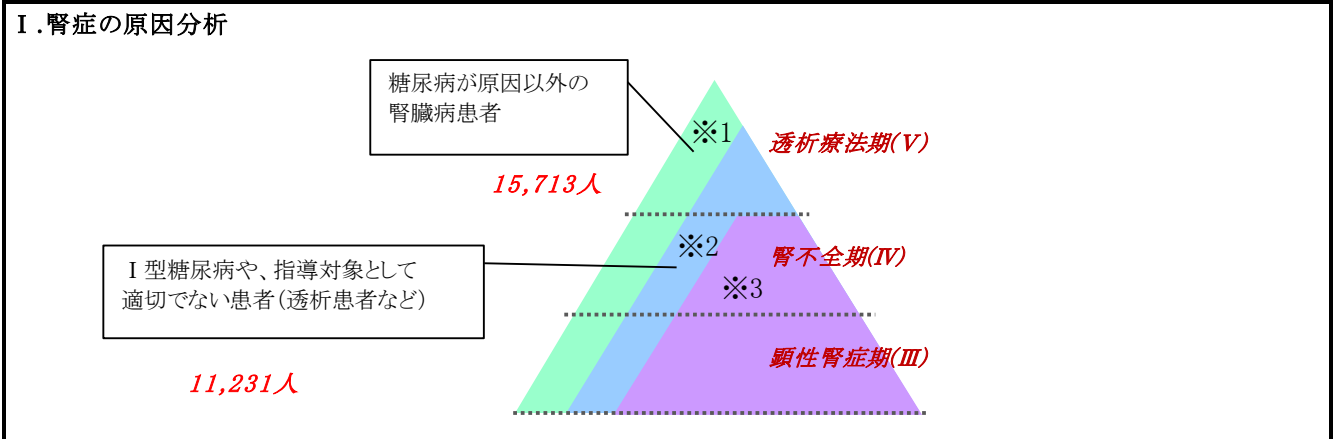 Ⅰ.腎症の原因分析
糖尿病が原因以外の
腎臓病患者
※1
透析療法期(Ⅴ)
15,713人
※2
腎不全期(Ⅳ)
Ⅰ型糖尿病や、指導対象として
適切でない患者(透析患者など)
※3
顕性腎症期(Ⅲ)
11,231人